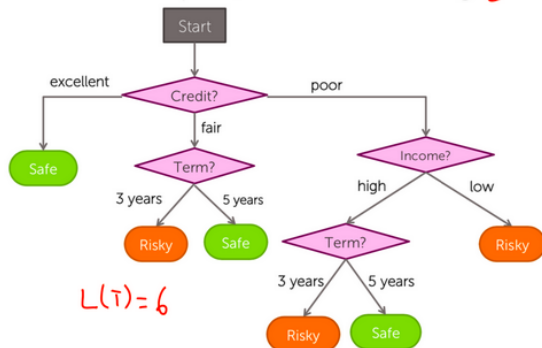 Start
excellent
Credit?
poor
fair
Safe
Term?
Income?
3 years
5 years
high
low
Risky
Safe
Term?
Risky
3 years
5 years
L(T)=6
Risky
Safe